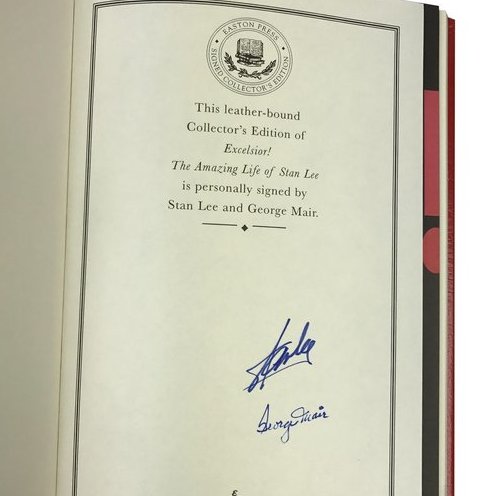 EASTON PRESS
SIGNED COLLECTOR'S EDITION
This leather-bound
Collector's Edition of
Excelsior!
The Amazing Life of Stan Lee
is personally signed by
Stan Lee and George Mair.
Stan Lee
George Mair
E